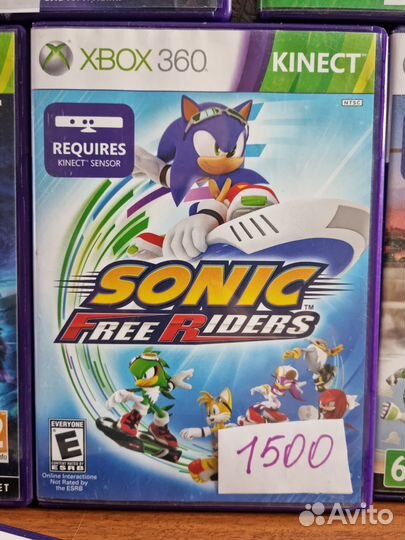 XBOX 360
KINECT
NTSC
REQUIRES
KINECT SENSOR
SONIC
FREE RIDERS
TM
EVERYONE
E
ESRB
Online Interactions
Not Rated by
the ESRB
1500
Avito